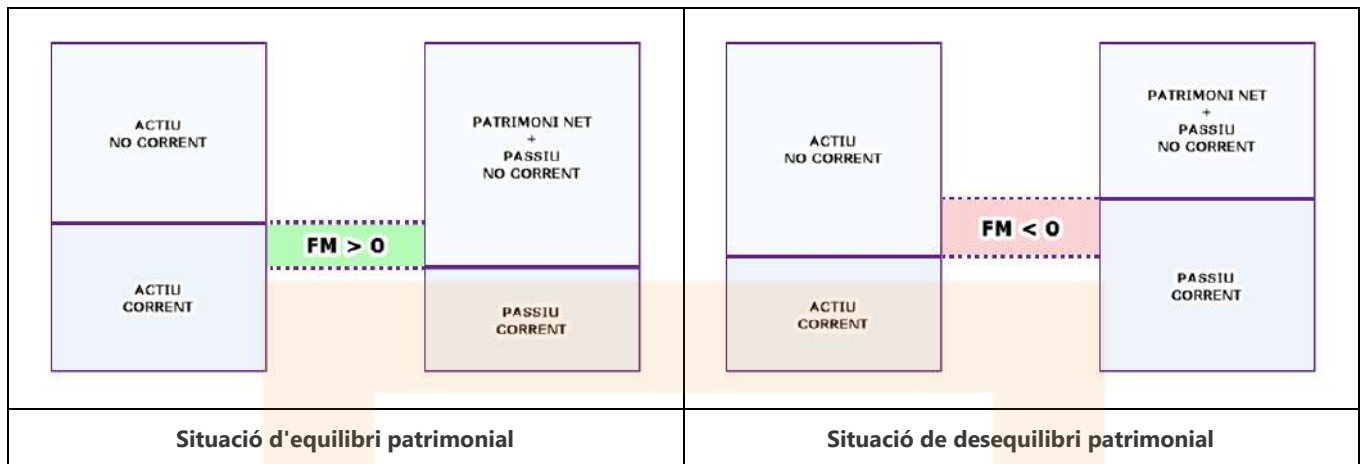 ACTIU
NO CORRENT
ACTIU
CORRENT
FM > 0
PATRIMONI NET
+
PASSIU
NO CORRENT
PASSIU
CORRENT
Situació d'equilibri patrimonial
ACTIU
NO CORRENT
ACTIU
CORRENT
FM < 0
PATRIMONI NET
+
PASSIU
NO CORRENT
PASSIU
CORRENT
Situació de desequilibri patrimonial